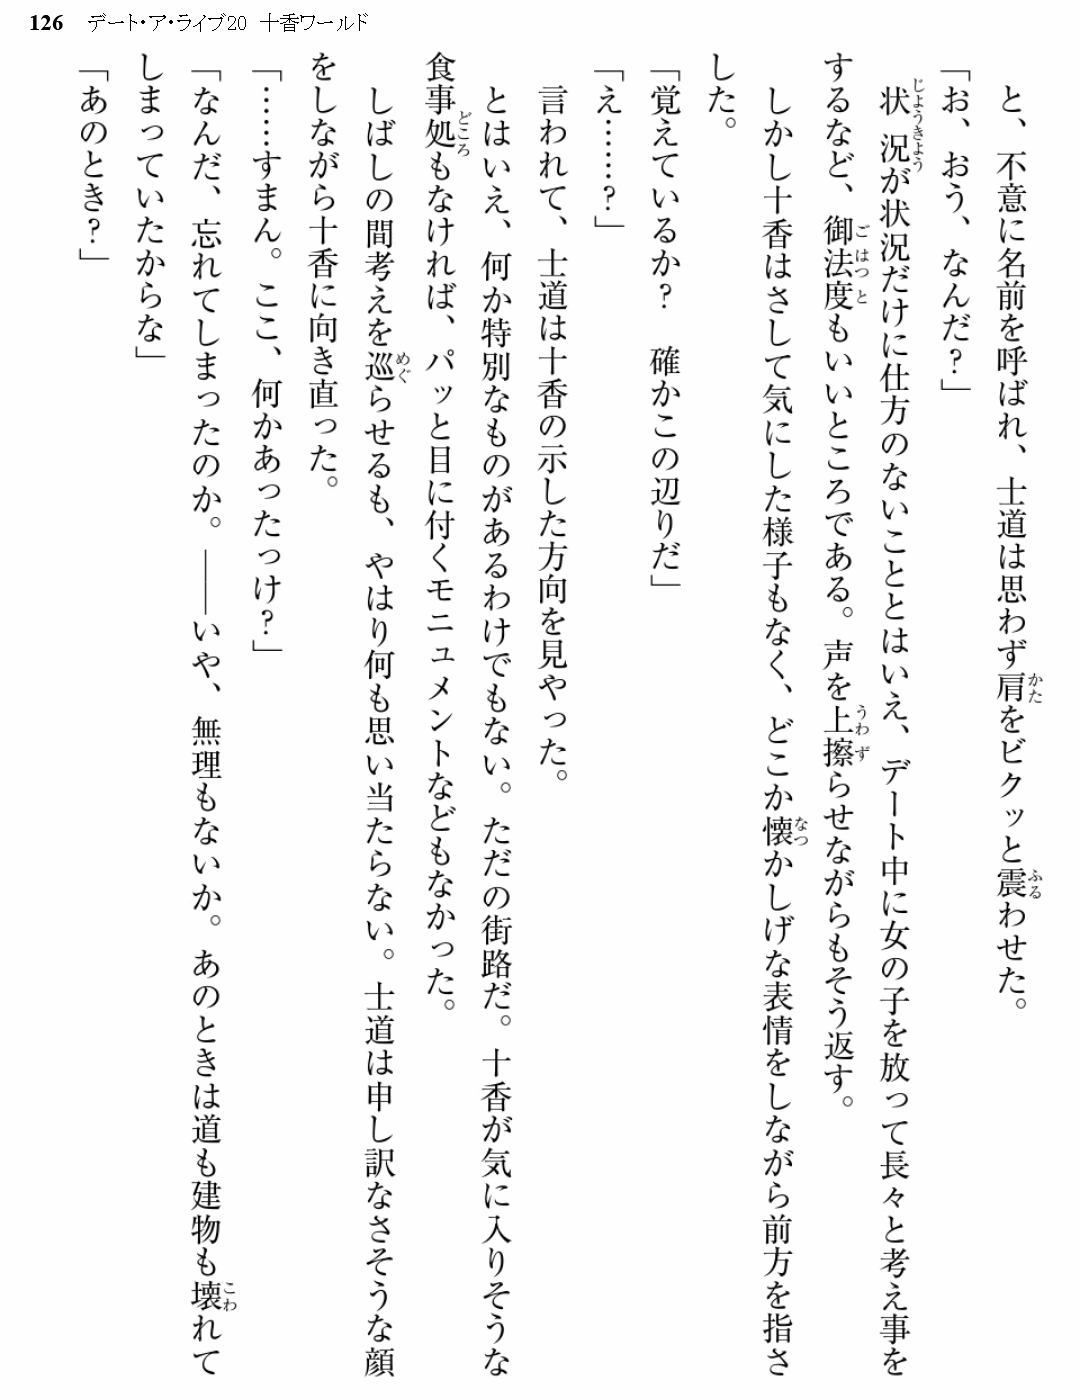 126 デート・ア・ライブ20 十香ワールド
と、不意に名前を呼ばれ、士道は思わず肩をビクッと震わせた。
「お、おう、なんだ？」
状況が状況だけに仕方のないこととはいえ、デート中に女の子を放って長々と考え事を
するなど、御法度もいいところである。声を上擦らせながらもそう返す。
しかし十香はさして気にした様子もなく、どこか懐かしげな表情をしながら前方を指さ
した。
「覚えているか？　確かこの辺りだ」
「え……？」
言われて、士道は十香の示した方向を見やった。
とはいえ、何か特別なものがあるわけでもない。ただの街路だ。十香が気に入りそうな
食事処もなければ、パッと目に付くモニュメントなどもなかった。
しばしの間考えを巡らせるも、やはり何も思い当たらない。士道は申し訳なさそうな顔
をしながら十香に向き直った。
「……すまん。ここ、何かあったっけ？」
「なんだ、忘れてしまったのか。――いや、無理もないか。あのときは道も建物も壊れて
しまっていたからな」
「あのとき？」